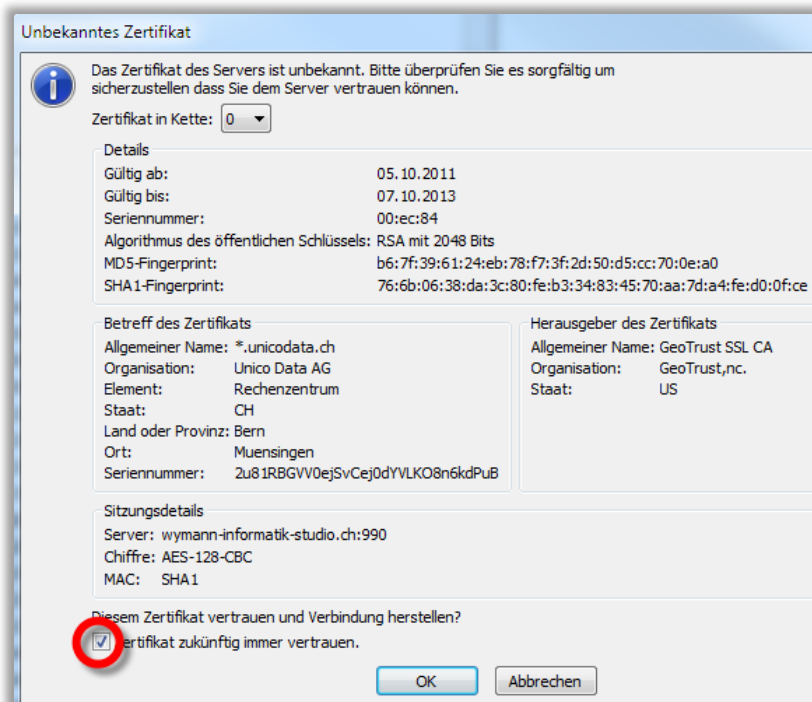 Unbekanntes Zertifikat
Das Zertifikat des Servers ist unbekannt. Bitte überprüfen Sie es sorgfältig um
sicherzustellen dass Sie dem Server vertrauen können.
Zertifikat in Kette: 0
Details
Gültig ab: 05.10.2011
Gültig bis: 07.10.2013
Seriennummer: 00:ec:84
Algorithmus des öffentlichen Schlüssels: RSA mit 2048 Bits
MD5-Fingerprint: b6:7f:39:61:24:eb:78:f7:3f:2d:50:d5:cc:70:0e:a0
SHA1-Fingerprint: 76:6b:06:38:da:3c:80:fe:b3:34:83:45:70:aa:7d:a4:fe:d0:0f:ce
Betreff des Zertifikats
Allgemeiner Name: *.unicodata.ch
Organisation: Unico Data AG
Element: Rechenzentrum
Staat: CH
Land oder Provinz: Bern
Ort: Muensingen
Seriennummer: 2u81RBGVV0ejSvCej0dYVLKO8n6kdPuB
Herausgeber des Zertifikats
Allgemeiner Name: GeoTrust SSL CA
Organisation: GeoTrust,nc.
Staat: US
Sitzungsdetails
Server: wymann-informatik-studio.ch:990
Chiffre: AES-128-CBC
MAC: SHA1
Diesem Zertifikat vertrauen und Verbindung herstellen?
ertifikat zukünftig immer vertrauen.
OK Abbrechen